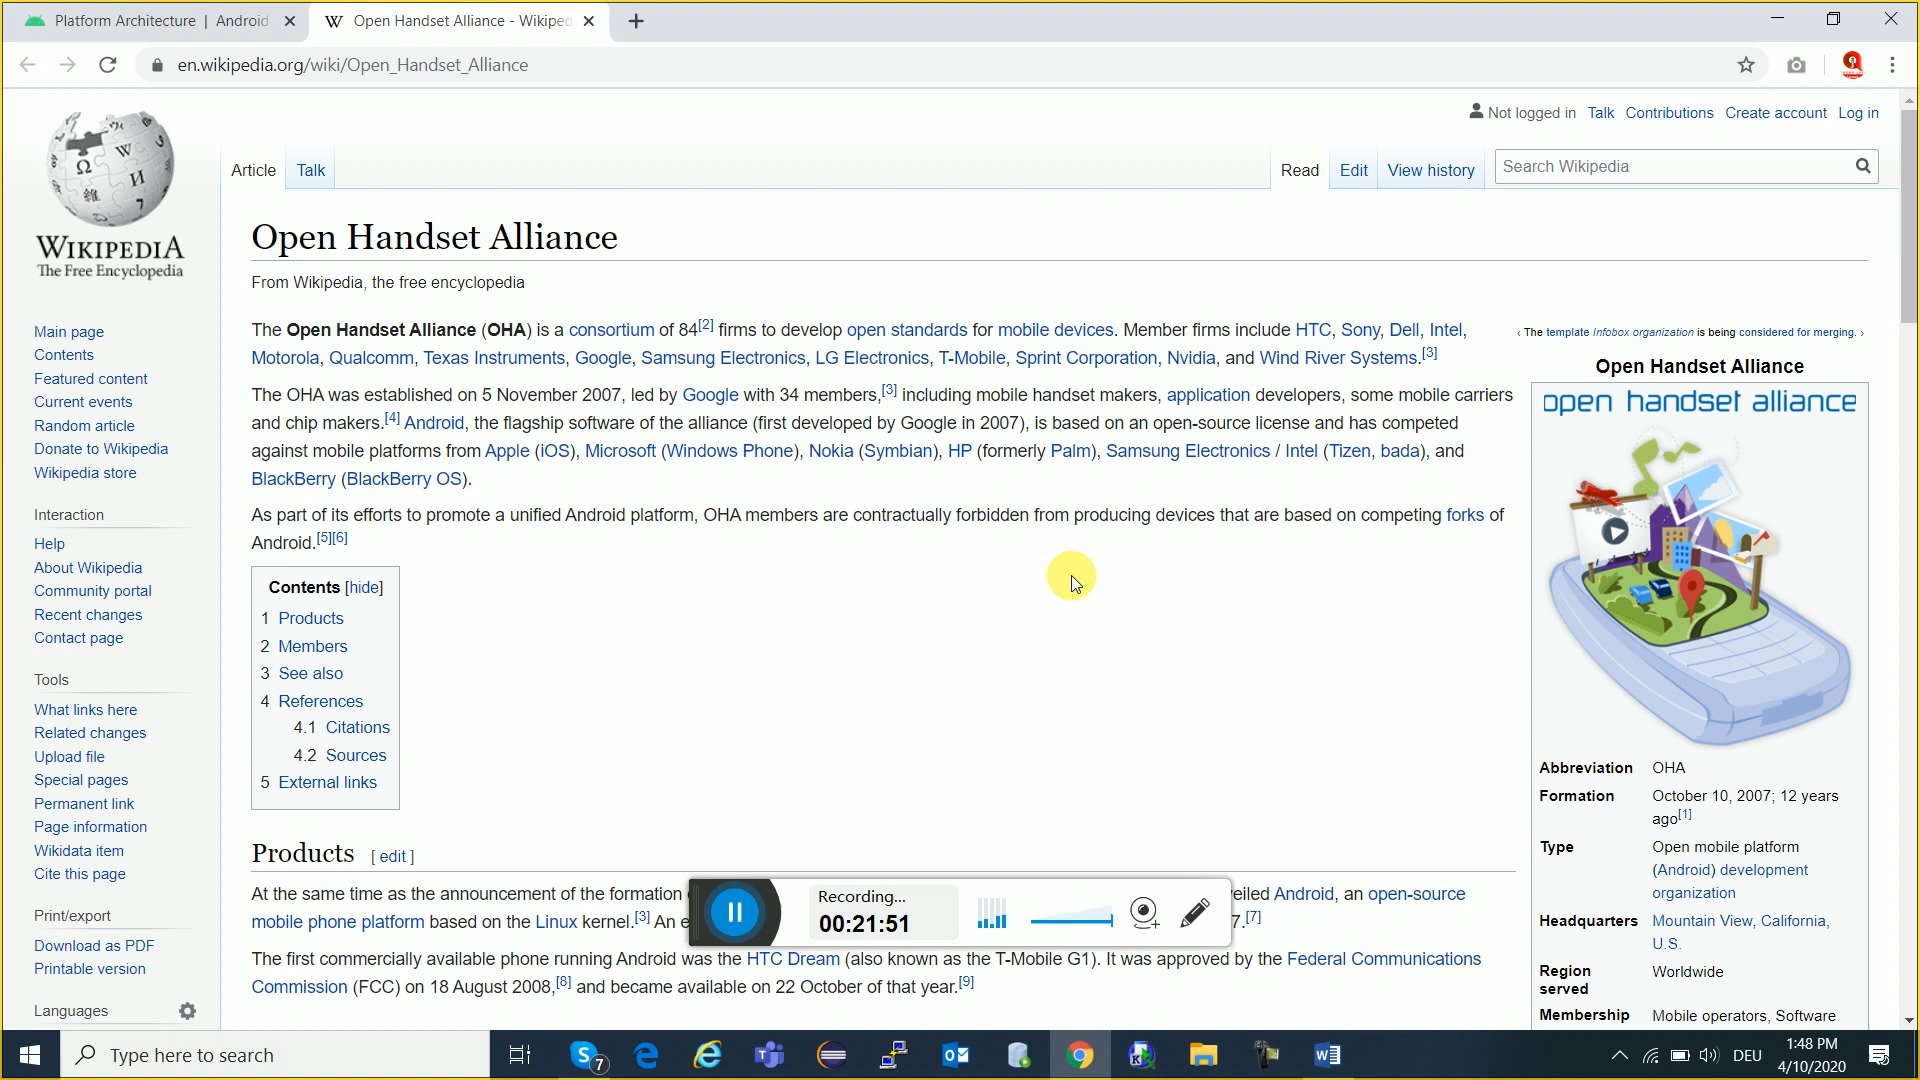 Platform Architecture | Android
Open Handset Alliance - Wikiped
en.wikipedia.org/wiki/Open_Handset_Alliance
Not logged in Talk Contributions Create account Log in
Article Talk Read Edit View history Search Wikipedia
WIKIPEDIA
The Free Encyclopedia
Main page
Contents
Featured content
Current events
Random article
Donate to Wikipedia
Wikipedia store
Interaction
Help
About Wikipedia
Community portal
Recent changes
Contact page
Tools
What links here
Related changes
Upload file
Special pages
Permanent link
Page information
Wikidata item
Cite this page
Print/export
Download as PDF
Printable version
Languages
Open Handset Alliance
From Wikipedia, the free encyclopedia
The Open Handset Alliance (OHA) is a consortium of 84[2] firms to develop open standards for mobile devices. Member firms include HTC, Sony, Dell, Intel,
Motorola, Qualcomm, Texas Instruments, Google, Samsung Electronics, LG Electronics, T-Mobile, Sprint Corporation, Nvidia, and Wind River Systems.[3]
The OHA was established on 5 November 2007, led by Google with 34 members,[3] including mobile handset makers, application developers, some mobile carriers
and chip makers.[4] Android, the flagship software of the alliance (first developed by Google in 2007), is based on an open-source license and has competed
against mobile platforms from Apple (iOS), Microsoft (Windows Phone), Nokia (Symbian), HP (formerly Palm), Samsung Electronics / Intel (Tizen, bada), and
BlackBerry (BlackBerry OS).
As part of its efforts to promote a unified Android platform, OHA members are contractually forbidden from producing devices that are based on competing forks of
Android.[5][6]
Contents [hide]
1 Products
2 Members
3 See also
4 References
4.1 Citations
4.2 Sources
5 External links
Products [ edit ]
At the same time as the announcement of the formation
eiled Android, an open-source
mobile phone platform based on the Linux kernel.[3] An e
7.[7]
The first commercially available phone running Android was the HTC Dream (also known as the T-Mobile G1). It was approved by the Federal Communications
Commission (FCC) on 18 August 2008,[8] and became available on 22 October of that year.[9]
‹ The template Infobox organization is being considered for merging. ›
Open Handset Alliance
open handset alliance
Abbreviation OHA
Formation October 10, 2007; 12 years
ago[1]
Type Open mobile platform
(Android) development
organization
Headquarters Mountain View, California,
U.S.
Region Worldwide
served
Membership Mobile operators, Software
Recording...
00:21:51
Type here to search
7
DEU
1:48 PM
4/10/2020